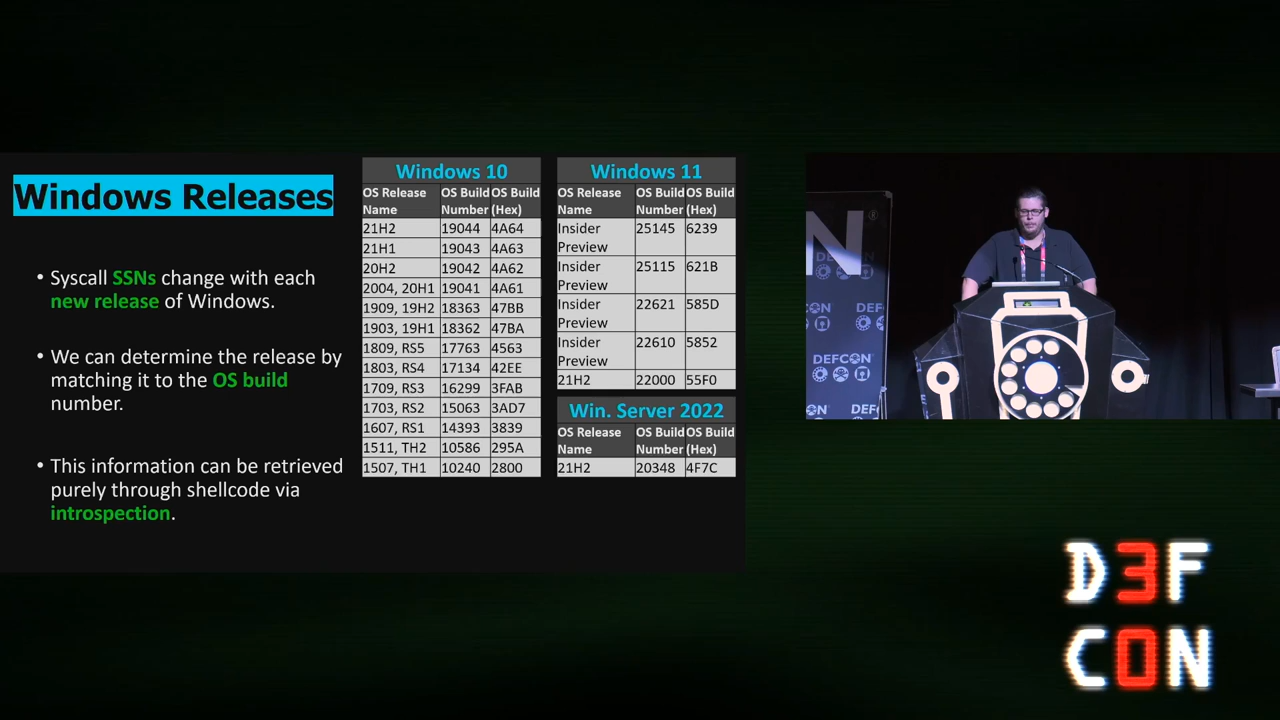 Windows Releases
• Syscall SSNs change with each
new release of Windows.
• We can determine the release by
matching it to the OS build
number.
• This information can be retrieved
purely through shellcode via
introspection.
Windows 10
OS Release Name OS Build Number OS Build (Hex)
21H2 19044 4A64
21H1 19043 4A63
20H2 19042 4A62
2004, 20H1 19041 4A61
1909, 19H2 18363 47BB
1903, 19H1 18362 47BA
1809, RS5 17763 4563
1803, RS4 17134 42EE
1709, RS3 16299 3FAB
1703, RS2 15063 3AD7
1607, RS1 14393 3839
1511, TH2 10586 295A
1507, TH1 10240 2800
Windows 11
OS Release Name OS Build Number OS Build (Hex)
Insider Preview 25145 6239
Insider Preview 25115 621B
Insider Preview 22621 585D
Insider Preview 22610 5852
21H2 22000 55F0
Win. Server 2022
OS Release Name OS Build Number OS Build (Hex)
21H2 20348 4F7C
N®
DEFCON
D3F
C0N